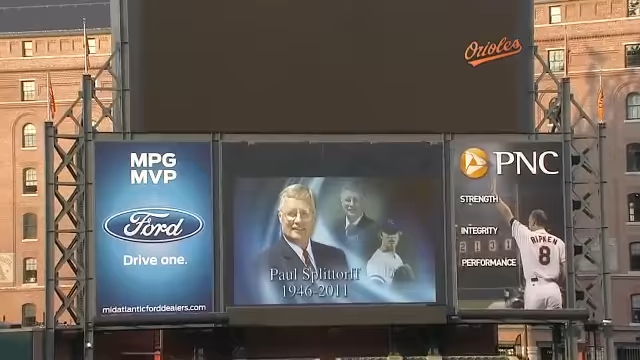 Orioles
MPG
MVP
Ford
Drive one.
midatlanticforddealers.com
Paul Splittorff
1946-2011
PNC
STRENGTH
INTEGRITY
2131
PERFORMANCE
RIPKEN
8